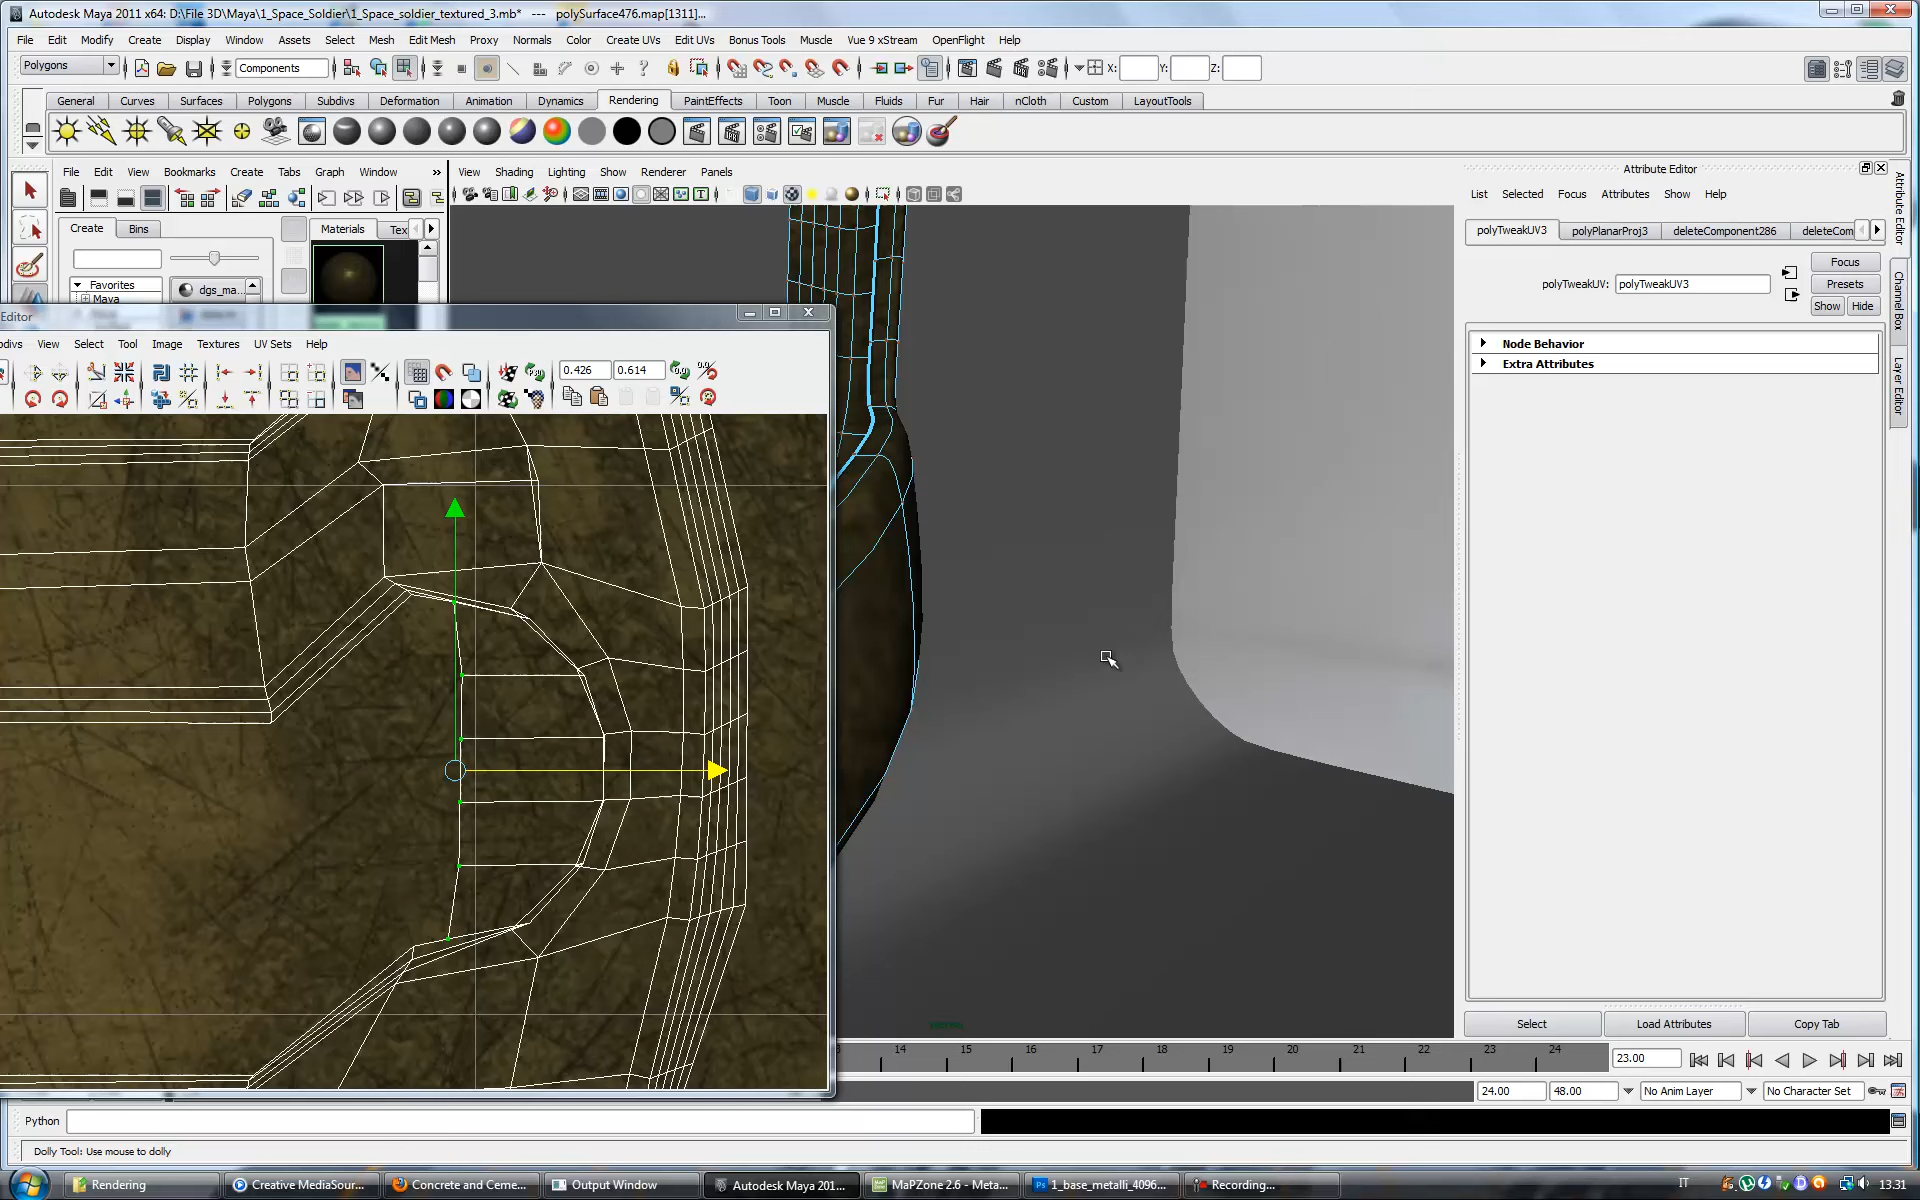 Autodesk Maya 2011 x64: D:\File 3D\Maya\1_Space_Soldier\1_Space_soldier_textured_3.mb*   ---   polySurface476.map[1311]...
File Edit Modify Create Display Window Assets Select Mesh Edit Mesh Proxy Normals Color Create UVs Edit UVs Bonus Tools Muscle Vue 9 xStream OpenFlight Help
Polygons Components X: Y: Z:
General Curves Surfaces Polygons Subdivs Deformation Animation Dynamics Rendering PaintEffects Toon Muscle Fluids Fur Hair nCloth Custom LayoutTools
File Edit View Bookmarks Create Tabs Graph Window »
View Shading Lighting Show Renderer Panels
Attribute Editor
List Selected Focus Attributes Show Help
Create Bins
Materials Tex
polyTweakUV3 polyPlanarProj3 deleteComponent286 deleteCom
Focus
polyTweakUV: polyTweakUV3
Presets
Show Hide
Favorites
Maya
dgs_ma...
Editor
odivs View Select Tool Image Textures UV Sets Help
0.426 0.614
Node Behavior
Extra Attributes
Attribute Editor
Channel Box
Layer Editor
Select Load Attributes Copy Tab
14 15 16 17 18 19 20 21 22 23 24
23.00
24.00 48.00 No Anim Layer No Character Set
Python
Dolly Tool: Use mouse to dolly
Rendering Creative MediaSour... Concrete and Ceme... Output Window Autodesk Maya 201... MaPZone 2.6 - Meta... 1_base_metalli_4096... Recording... IT 13.31